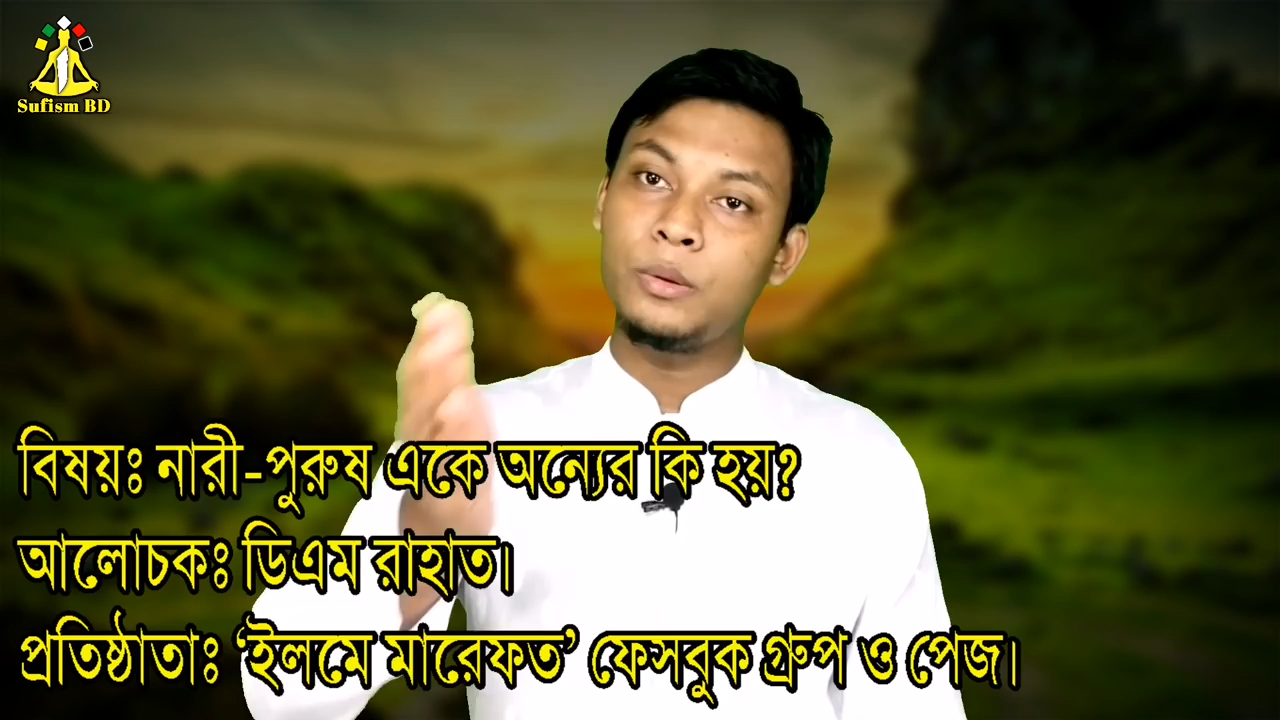 Sufism BD
বিষয়ঃ নারী-পুরুষ একে অন্যের কি হয়?
আলোচকঃ ডিএম রাহাত।
প্রতিষ্ঠাতাঃ ‘ইলমে মারেফত’ ফেসবুক গ্রুপ ও পেজ।